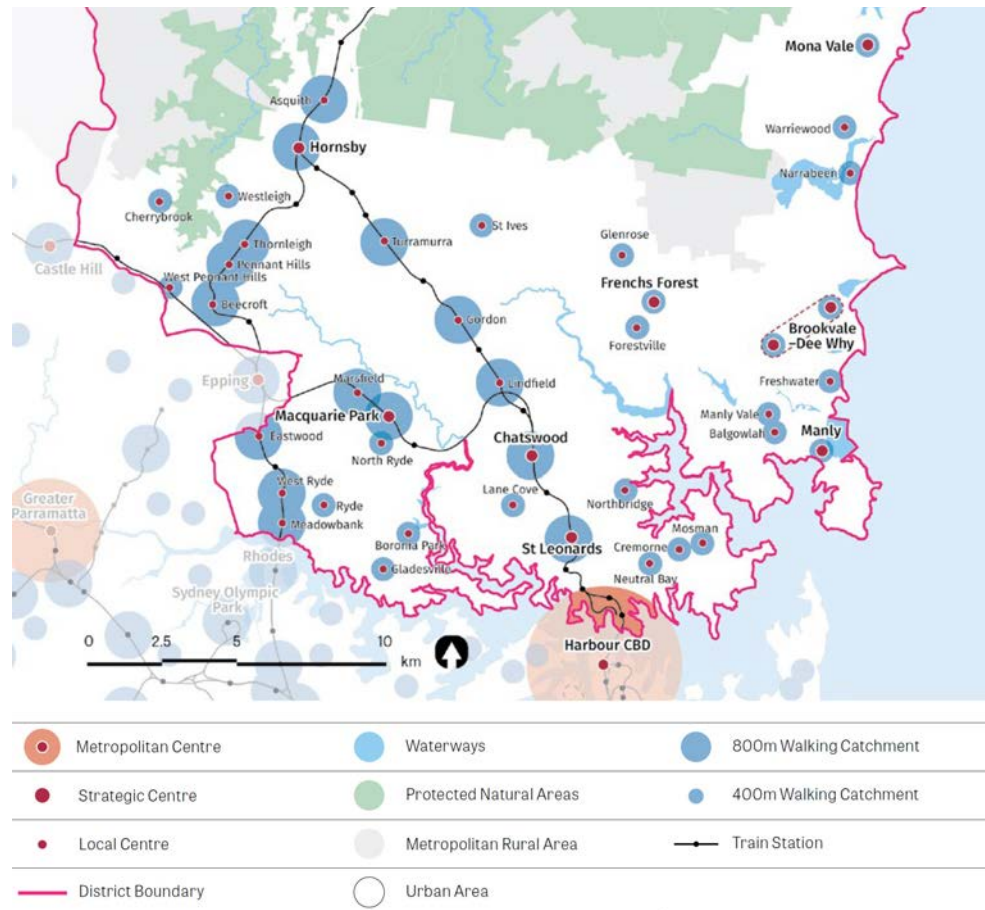 Mona Vale
Asquith
Warriewood
Hornsby
Narrabeen
Westleigh
Cherrybrook
St Ives
Thornleigh
Turramurra
Glenrose
Castle Hill
Pennant Hills
West Pennant Hills
Frenchs Forest
Beecroft
Gordon
Brookvale
–Dee Why
Forestville
Epping
Marsfield
Lindfield
Freshwater
Macquarie Park
Manly Vale
Eastwood
Chatswood
Balgowlah
Manly
North Ryde
West Ryde
Lane Cove
Northbridge
Greater
Parramatta
Ryde
Meadowbank
Mosman
Boronia Park
St Leonards
Cremorne
Rhodes
Gladesville
Neutral Bay
Sydney Olympic
Park
0 2.5 5 10
km
Harbour CBD
Metropolitan Centre
Waterways
800m Walking Catchment
Strategic Centre
Protected Natural Areas
400m Walking Catchment
Local Centre
Metropolitan Rural Area
Train Station
District Boundary
Urban Area